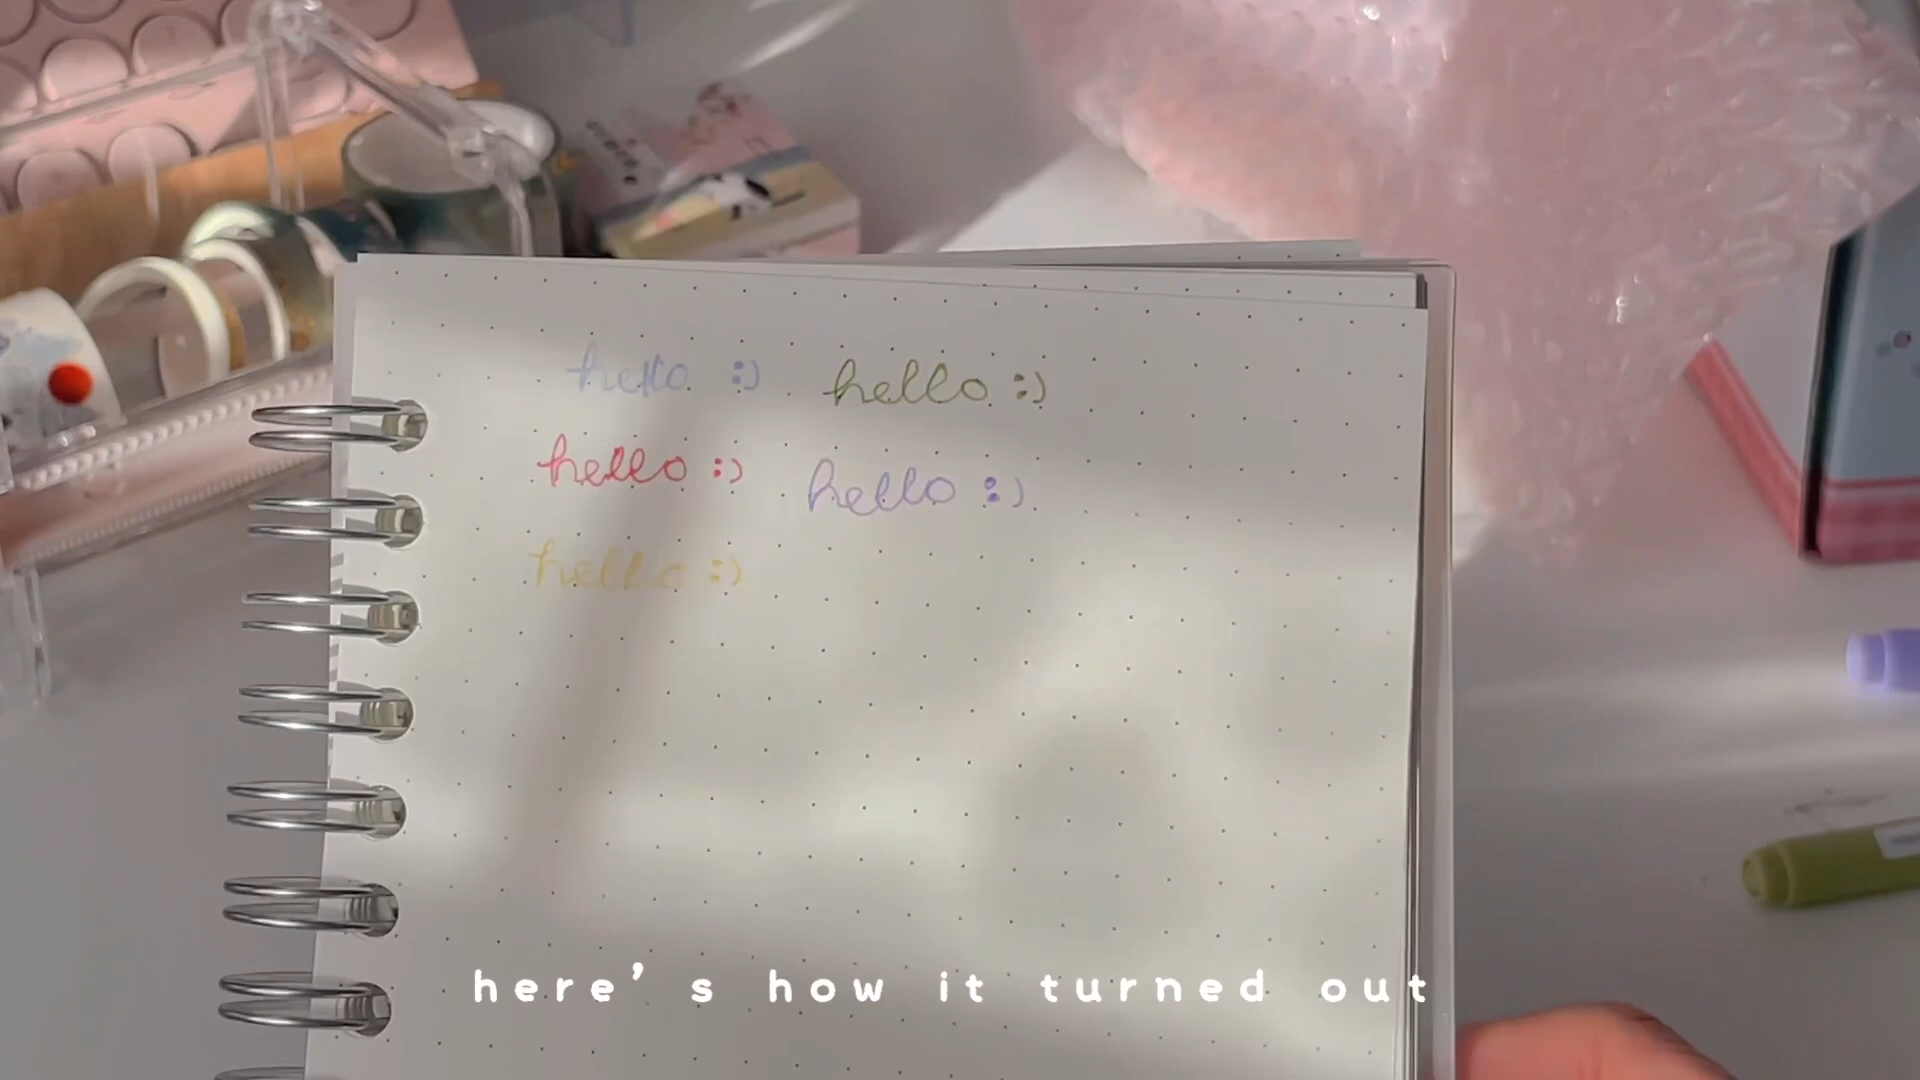 hello :) hello :)
hello :) hello :)
hello :)
here's how it turned out